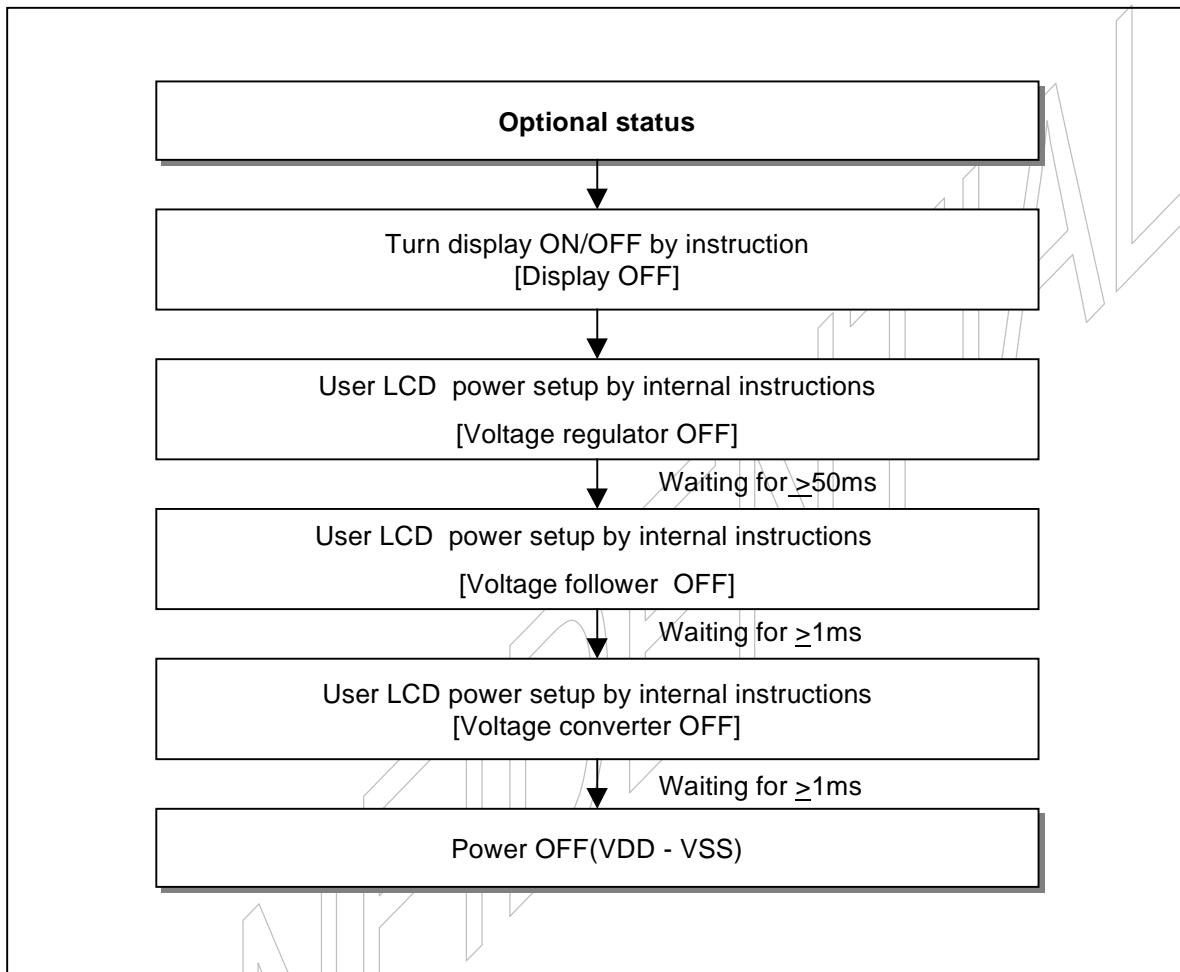 Optional status
Turn display ON/OFF by instruction
[Display OFF]
User LCD power setup by internal instructions
[Voltage regulator OFF]
Waiting for >50ms
User LCD power setup by internal instructions
[Voltage follower OFF]
Waiting for >1ms
User LCD power setup by internal instructions
[Voltage converter OFF]
Waiting for >1ms
Power OFF(VDD - VSS)